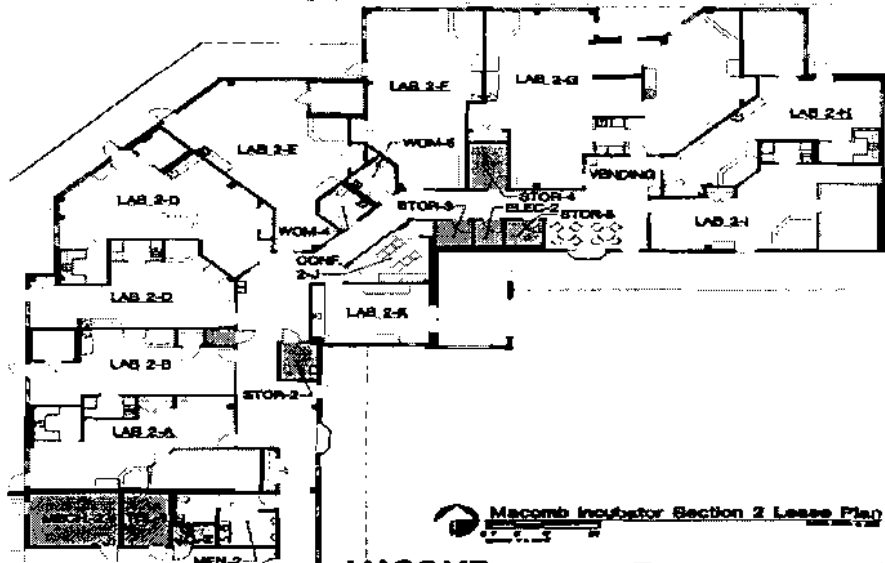 LAB 2-F
LAB 2-G
LAB 2-H
LAB 2-E
WOM-5
VENDING
STOR-4
LAB 2-D
STOR-3
ELEC-2
STOR-5
LAB 2-I
WOM-4
CONF.
2-J
LAB 2-D
LAB 2-K
LAB 2-B
STOR-2
LAB 2-A
Macomb Incubator Section 2 Lease Plan
MEN-2
MACOMB